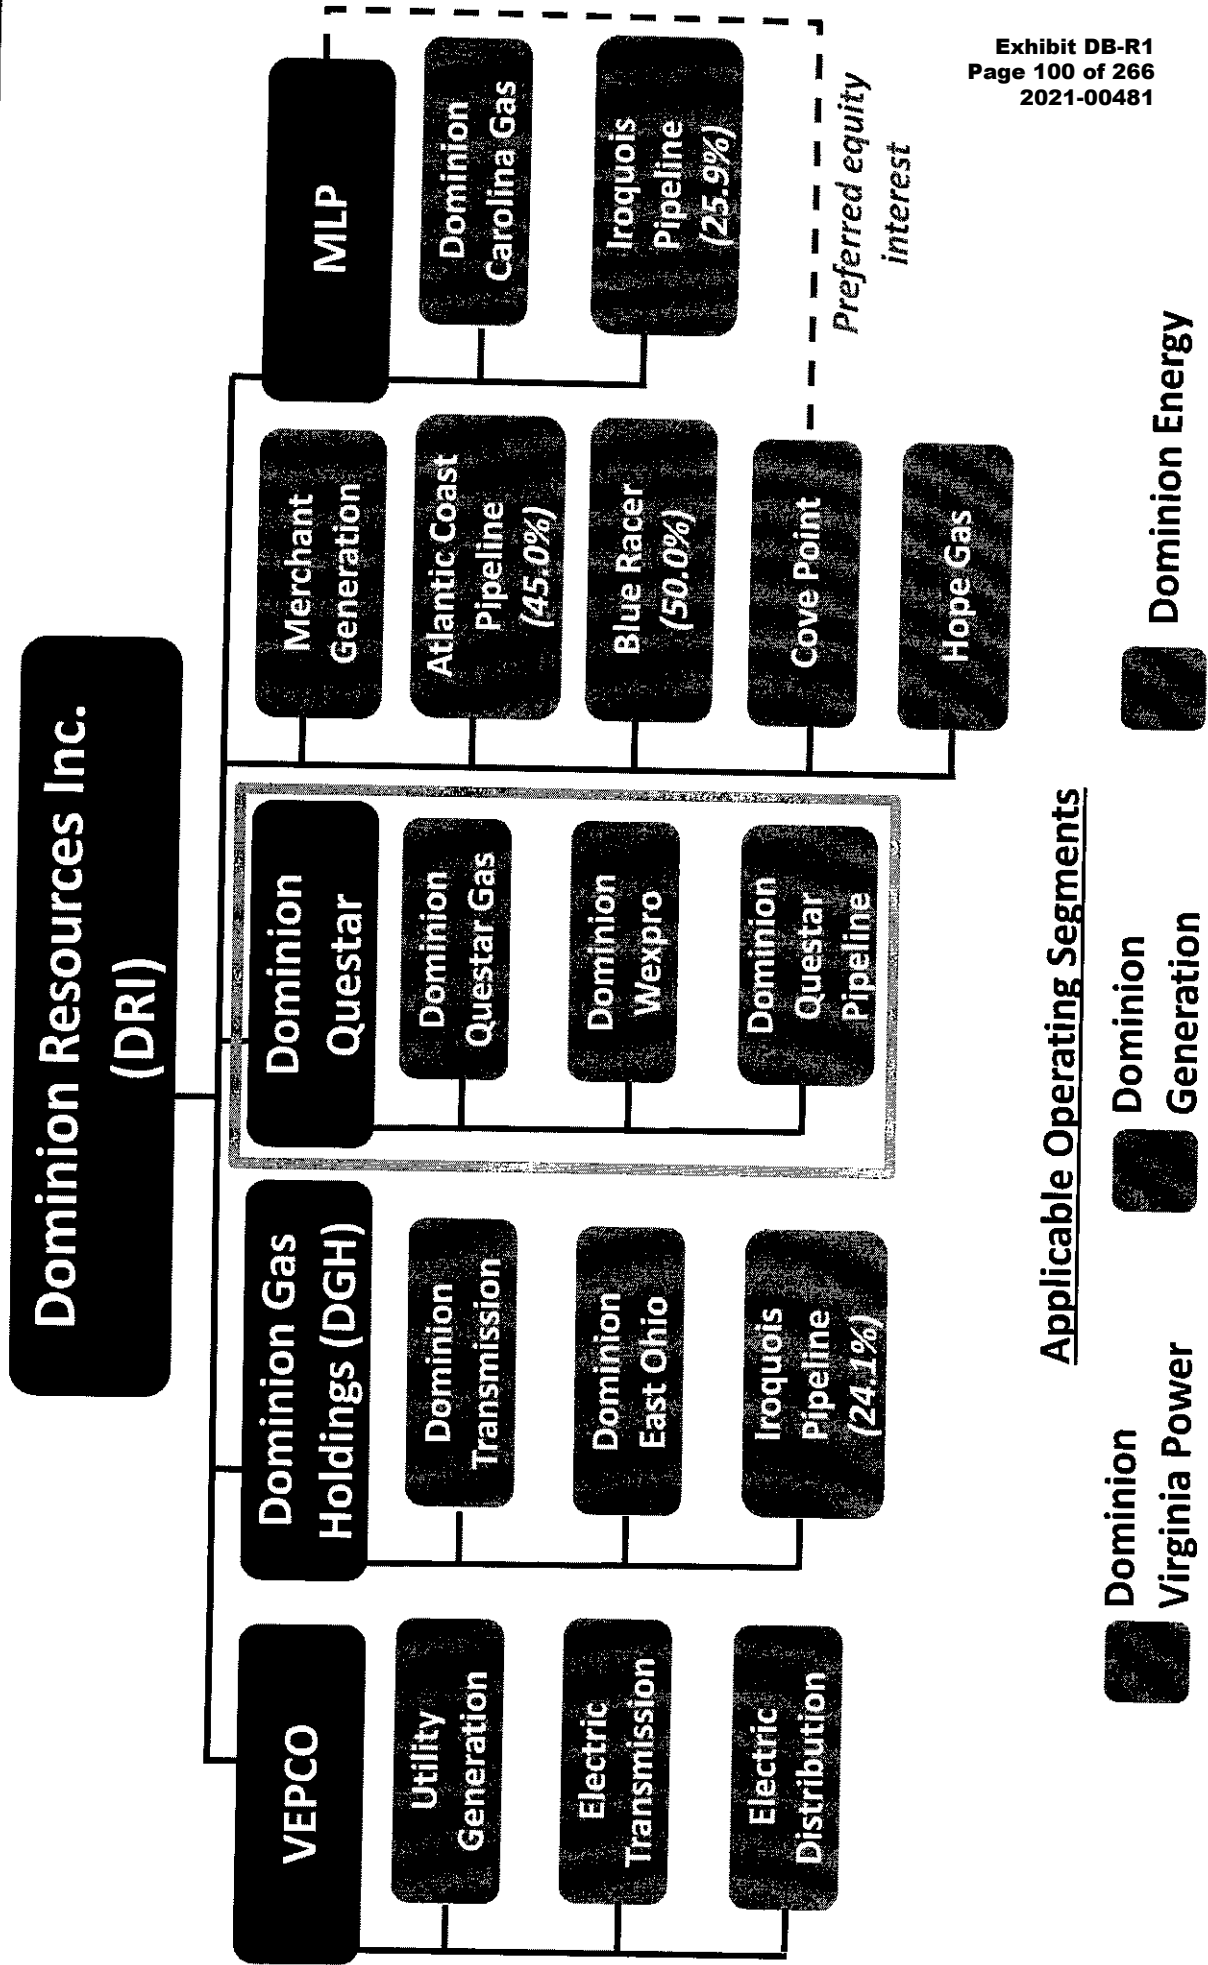 Exhibit DB-R1
Page 100 of 266
2021-00481
Dominion Resources Inc.
(DRI)
VEPCO
Utility
Generation
Electric
Transmission
Electric
Distribution
Dominion Gas
Holdings (DGH)
Dominion
Transmission
Dominion
East Ohio
Iroquois
Pipeline
(24.1%)
Dominion
Questar
Dominion
Questar Gas
Dominion
Wexpro
Dominion
Questar
Pipeline
Merchant
Generation
Atlantic Coast
Pipeline
(45.0%)
Blue Racer
(50.0%)
Cove Point
Hope Gas
MLP
Dominion
Carolina Gas
Iroquois
Pipeline
(25.9%)
Preferred equity
interest
Applicable Operating Segments
Dominion
Virginia Power
Dominion
Generation
Dominion Energy